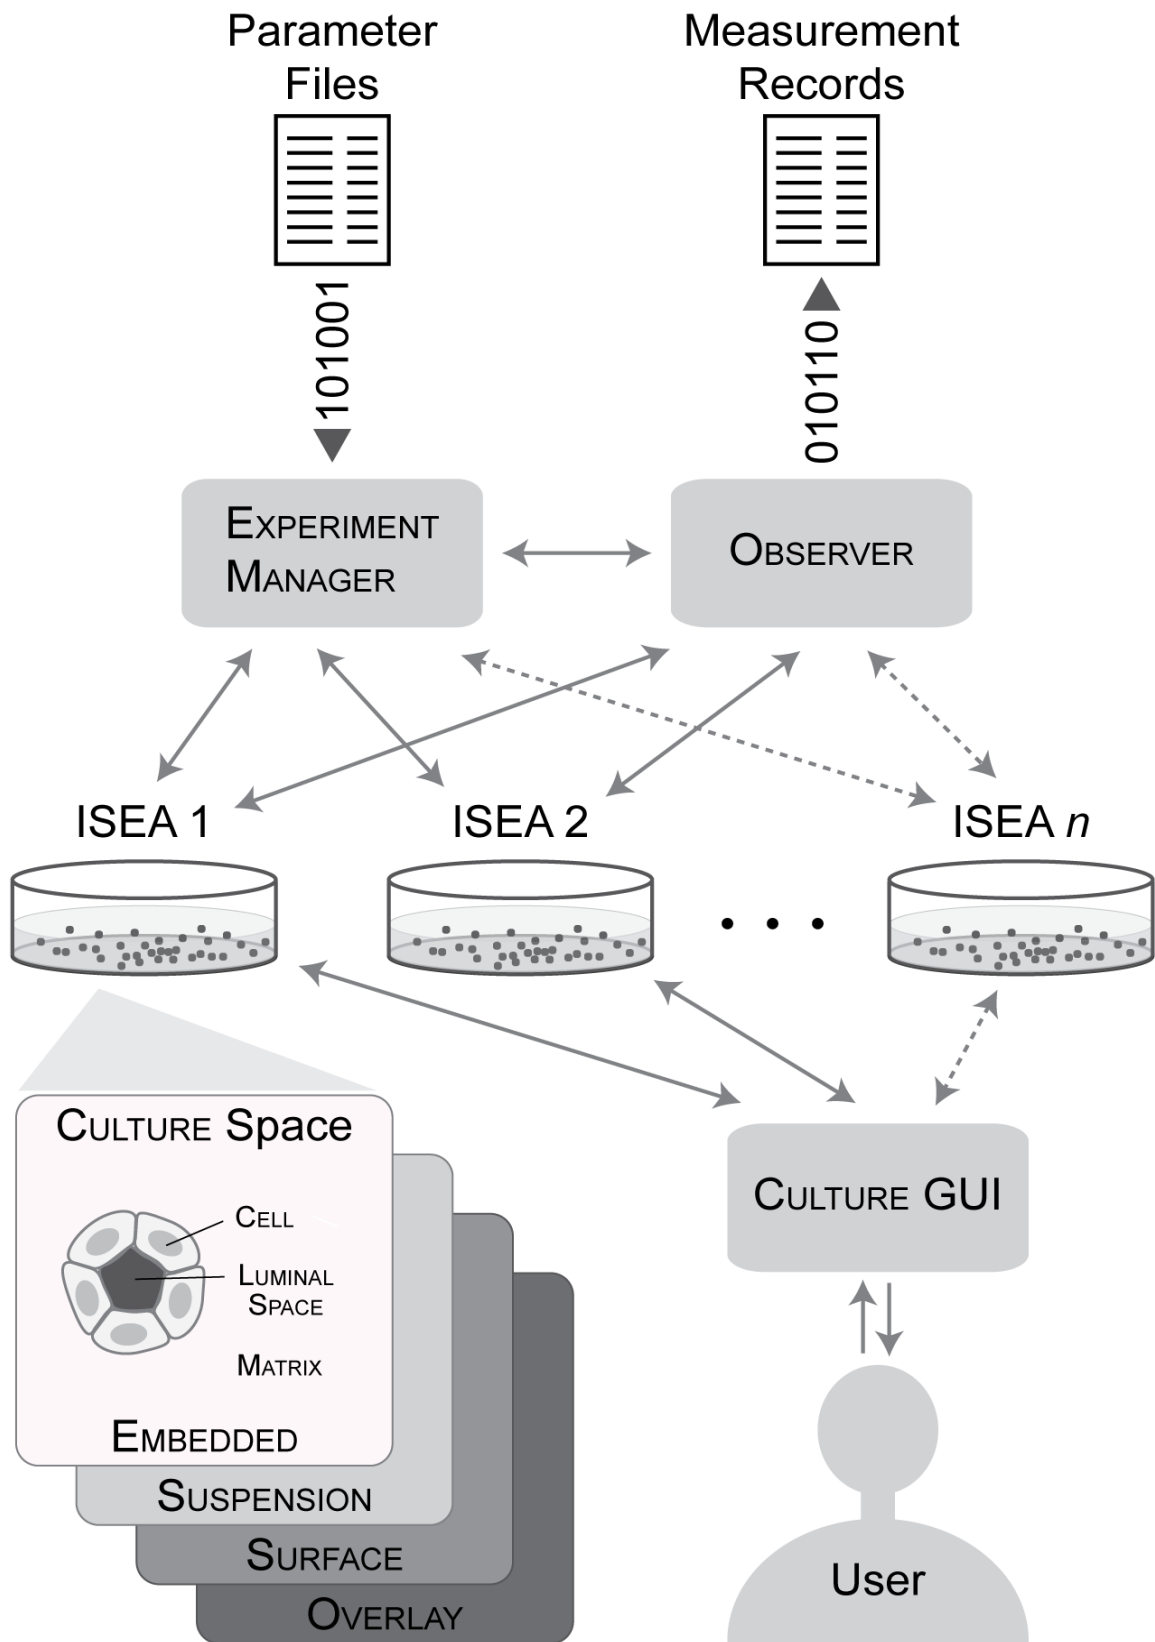 Parameter
Files
Measurement
Records
101001
010110
EXPERIMENT
MANAGER
OBSERVER
ISEA 1
ISEA 2
ISEA n
CULTURE Space
CELL
LUMINAL
SPACE
MATRIX
EMBEDDED
SUSPENSION
SURFACE
OVERLAY
CULTURE GUI
User